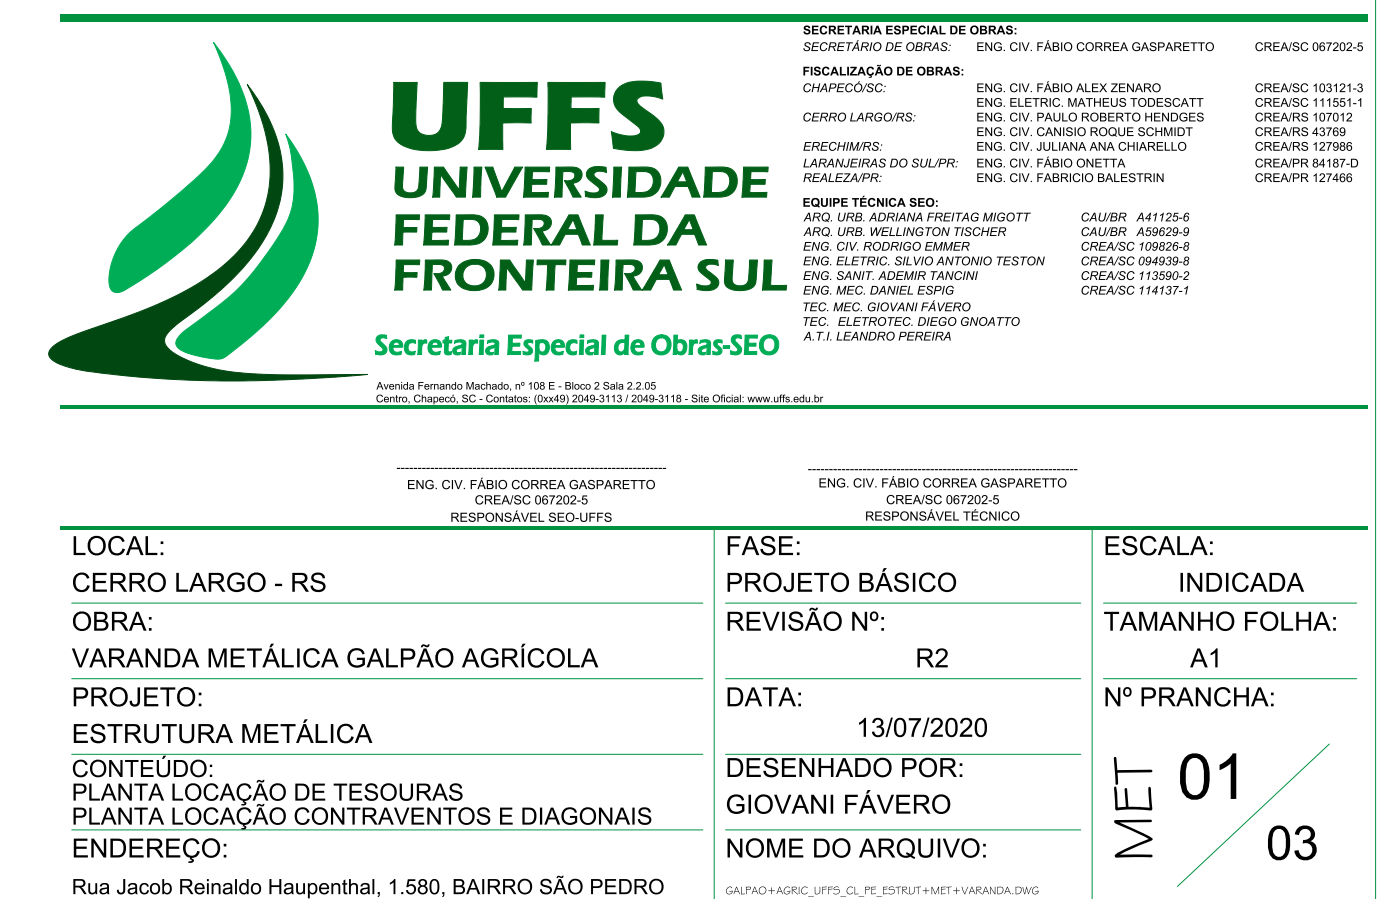 UFFS
UNIVERSIDADE
FEDERAL DA
FRONTEIRA SUL
Secretaria Especial de Obras-SEO
Avenida Fernando Machado, nº 108 E - Bloco 2 Sala 2.2.05
Centro, Chapecó, SC - Contatos: (0xx49) 2049-3113 / 2049-3118 - Site Oficial: www.uffs.edu.br
SECRETARIA ESPECIAL DE OBRAS:
SECRETÁRIO DE OBRAS: ENG. CIV. FÁBIO CORREA GASPARETTO CREA/SC 067202-5
FISCALIZAÇÃO DE OBRAS:
CHAPECÓ/SC: ENG. CIV. FÁBIO ALEX ZENARO CREA/SC 103121-3
ENG. ELETRIC. MATHEUS TODESCATT CREA/SC 111551-1
CERRO LARGO/RS: ENG. CIV. PAULO ROBERTO HENDGES CREA/RS 107012
ENG. CIV. CANISIO ROQUE SCHMIDT CREA/RS 43769
ERECHIM/RS: ENG. CIV. JULIANA ANA CHIARELLO CREA/RS 127986
LARANJEIRAS DO SUL/PR: ENG. CIV. FÁBIO ONETTA CREA/PR 84187-D
REALEZA/PR: ENG. CIV. FABRICIO BALESTRIN CREA/PR 127466
EQUIPE TÉCNICA SEO:
ARQ. URB. ADRIANA FREITAG MIGOTT CAU/BR A41125-6
ARQ. URB. WELLINGTON TISCHER CAU/BR A59629-9
ENG. CIV. RODRIGO EMMER CREA/SC 109826-8
ENG. ELETRIC. SILVIO ANTONIO TESTON CREA/SC 094939-8
ENG. SANIT. ADEMIR TANCINI CREA/SC 113590-2
ENG. MEC. DANIEL ESPIG CREA/SC 114137-1
TEC. MEC. GIOVANI FÁVERO
TEC. ELETROTEC. DIEGO GNOATTO
A.T.I. LEANDRO PEREIRA
ENG. CIV. FÁBIO CORREA GASPARETTO
CREA/SC 067202-5
RESPONSÁVEL SEO-UFFS
ENG. CIV. FÁBIO CORREA GASPARETTO
CREA/SC 067202-5
RESPONSÁVEL TÉCNICO
LOCAL:
CERRO LARGO - RS
OBRA:
VARANDA METÁLICA GALPÃO AGRÍCOLA
PROJETO:
ESTRUTURA METÁLICA
CONTEÚDO:
PLANTA LOCAÇÃO DE TESOURAS
PLANTA LOCAÇÃO CONTRAVENTOS E DIAGONAIS
ENDEREÇO:
Rua Jacob Reinaldo Haupenthal, 1.580, BAIRRO SÃO PEDRO
FASE:
PROJETO BÁSICO
REVISÃO Nº:
R2
DATA:
13/07/2020
DESENHADO POR:
GIOVANI FÁVERO
NOME DO ARQUIVO:
GALPAO+AGRIC_UFFS_CL_PE_ESTRUT+MET+VARANDA.DWG
ESCALA:
INDICADA
TAMANHO FOLHA:
A1
Nº PRANCHA:
MET
01
03